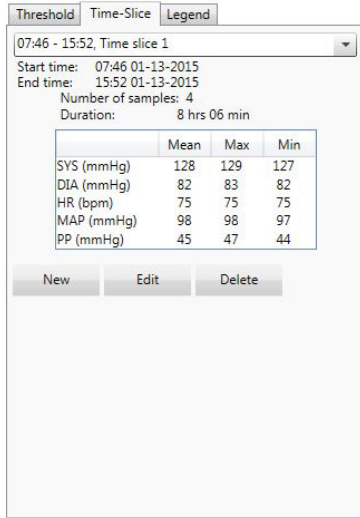 Threshold Time-Slice Legend
07:46 - 15:52, Time slice 1
Start time: 07:46 01-13-2015
End time: 15:52 01-13-2015
Number of samples: 4
Duration: 8 hrs 06 min
Mean Max Min
SYS (mmHg) 128 129 127
DIA (mmHg) 82 83 82
HR (bpm) 75 75 75
MAP (mmHg) 98 98 97
PP (mmHg) 45 47 44
New Edit Delete